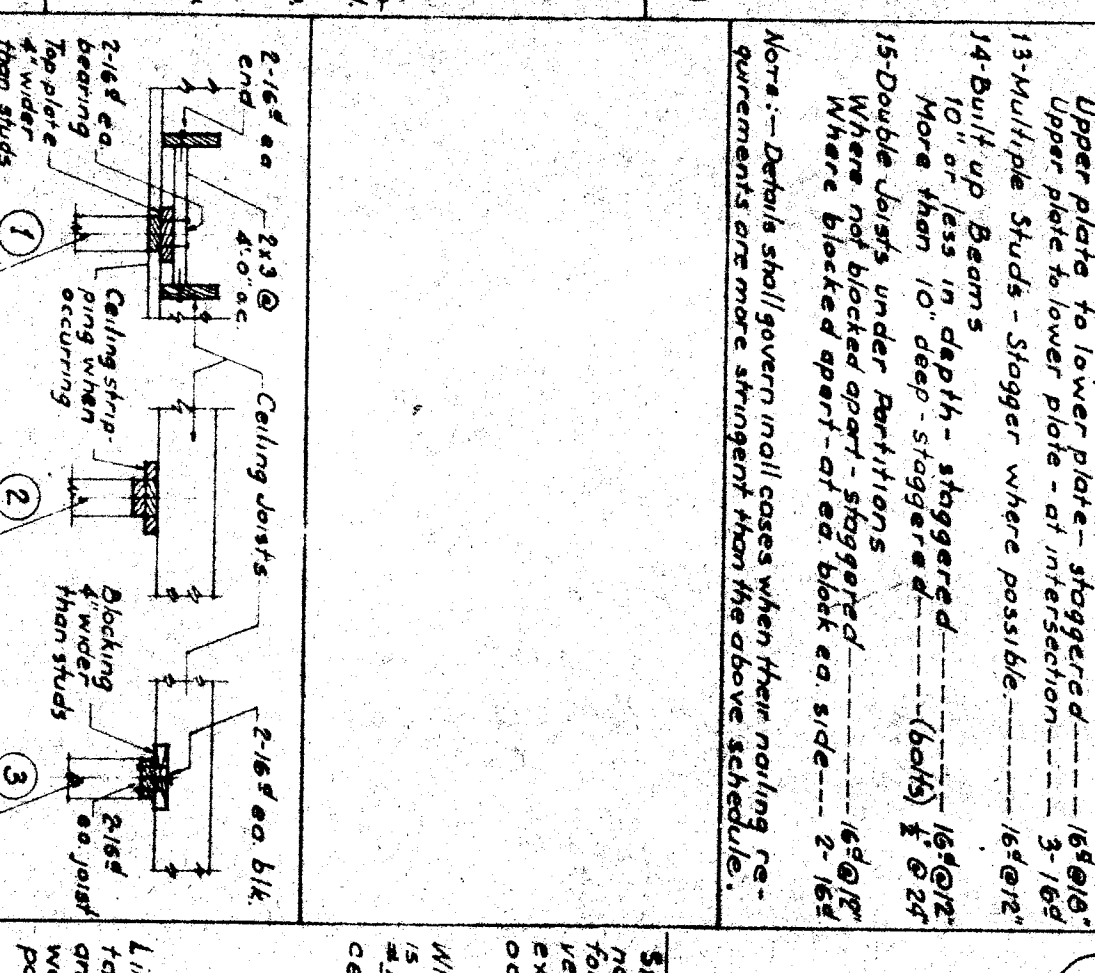 Upper plate to lower plate - staggered ---- 16ᵈ@18"
Upper plate to lower plate - at intersection ---- 3-16ᵈ
13-Multiple Studs - Stagger where possible. ---- 16ᵈ@12"
14-Built up Beams
10" or less in depth - staggered ---- 16ᵈ@12"
More than 10" deep - staggered ---- (bolts) ½" @ 24"
15-Double Joists under Partitions
Where not blocked apart - staggered ---- 16ᵈ@12"
Where blocked apart - at ea. block ea. side ---- 2-16ᵈ
Note:- Details shall govern in all cases when their nailing re-
quirements are more stringent than the above schedule.
2-16ᵈ ea
end
2x3 @
4'.0" o.c.
Ceiling Joists
2-16ᵈ ea. blk.
2-16ᵈ ea.
bearing
Top plate
4" wider
than studs
1
Ceiling strip-
ping when
occurring
2
Blocking
4" wider
than studs
3
2-16ᵈ
ea joist